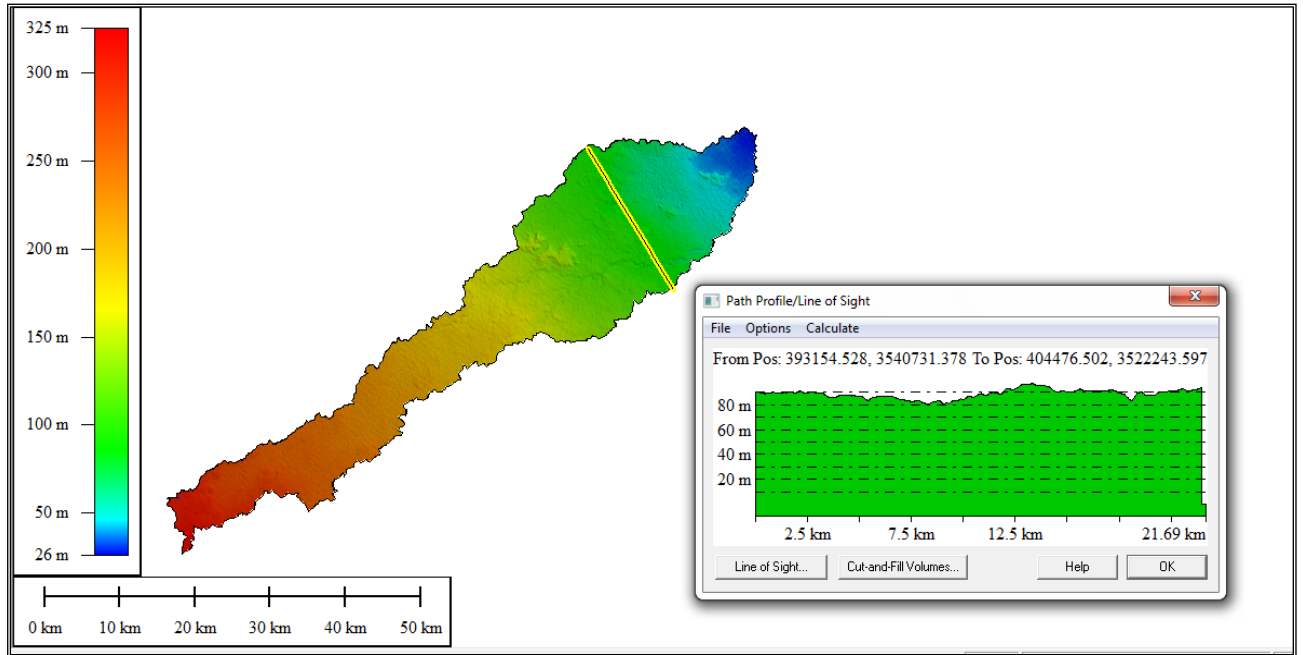 325 m
300 m
250 m
200 m
150 m
100 m
50 m
26 m
0 km 10 km 20 km 30 km 40 km 50 km
Path Profile/Line of Sight
File Options Calculate
From Pos: 393154.528, 3540731.378 To Pos: 404476.502, 3522243.597
80 m
60 m
40 m
20 m
2.5 km 7.5 km 12.5 km 21.69 km
Line of Sight... Cut-and-Fill Volumes... Help OK